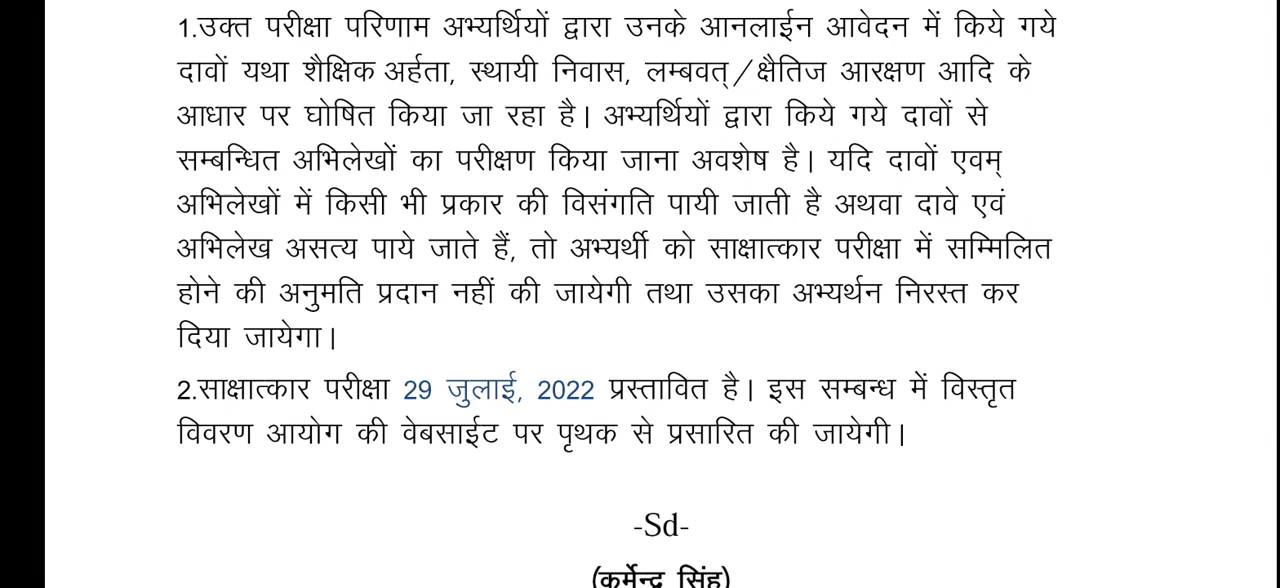 1.उक्त परीक्षा परिणाम अभ्यर्थियों द्वारा उनके आनलाईन आवेदन में किये गये
दावों यथा शैक्षिक अर्हता, स्थायी निवास, लम्बवत्/क्षैतिज आरक्षण आदि के
आधार पर घोषित किया जा रहा है। अभ्यर्थियों द्वारा किये गये दावों से
सम्बन्धित अभिलेखों का परीक्षण किया जाना अवशेष है। यदि दावों एवम्
अभिलेखों में किसी भी प्रकार की विसंगति पायी जाती है अथवा दावे एवं
अभिलेख असत्य पाये जाते हैं, तो अभ्यर्थी को साक्षात्कार परीक्षा में सम्मिलित
होने की अनुमति प्रदान नहीं की जायेगी तथा उसका अभ्यर्थन निरस्त कर
दिया जायेगा।
2.साक्षात्कार परीक्षा 29 जुलाई, 2022 प्रस्तावित है। इस सम्बन्ध में विस्तृत
विवरण आयोग की वेबसाईट पर पृथक से प्रसारित की जायेगी।
-Sd-
(कर्मेन्द्र सिंह)